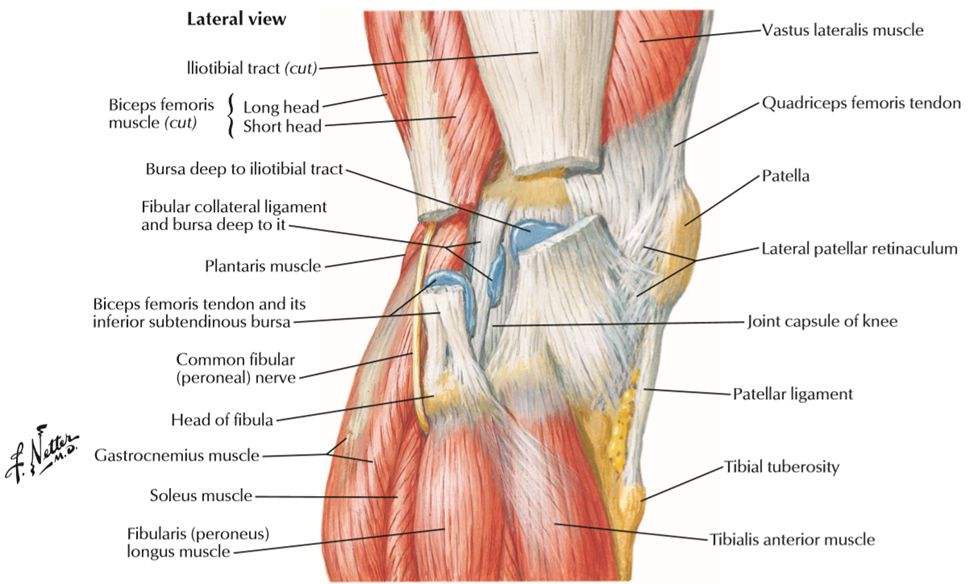 Lateral view
Iliotibial tract (cut)
Biceps femoris
muscle (cut)
Long head
Short head
Bursa deep to iliotibial tract
Fibular collateral ligament
and bursa deep to it
Plantaris muscle
Biceps femoris tendon and its
inferior subtendinous bursa
Common fibular
(peroneal) nerve
Head of fibula
Gastrocnemius muscle
Soleus muscle
Fibularis (peroneus)
longus muscle
Vastus lateralis muscle
Quadriceps femoris tendon
Patella
Lateral patellar retinaculum
Joint capsule of knee
Patellar ligament
Tibial tuberosity
Tibialis anterior muscle
F. Netter
M.D.